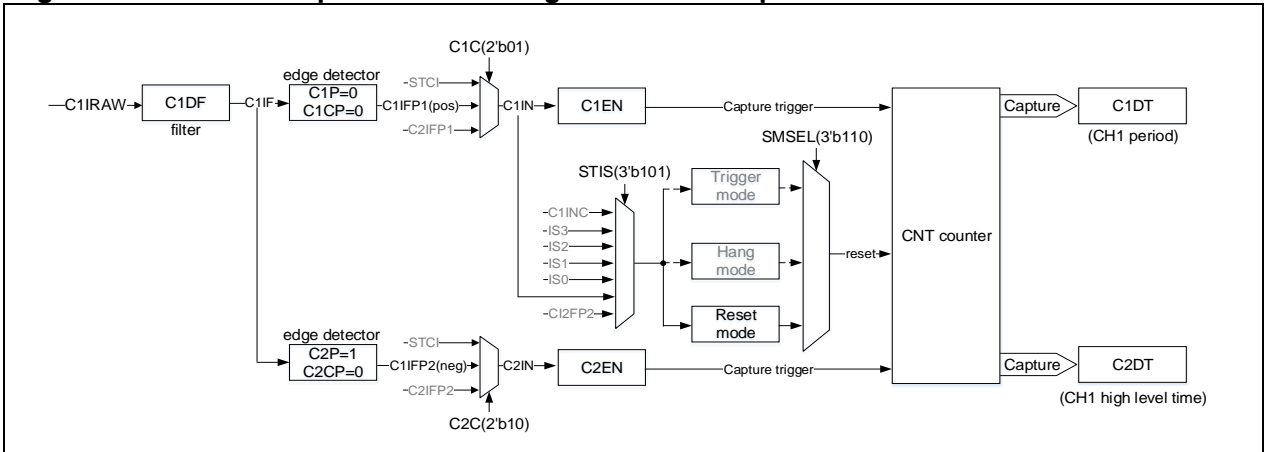 C1C(2'b01)
edge detector
-STCI
C1IRAW
C1DF
C1IF
C1P=0
C1CP=0
C1IFP1(pos)
C1IN
C1EN
Capture trigger
Capture
C1DT
filter
-C2IFP1
(CH1 period)
SMSEL(3'b110)
STIS(3'b101)
Trigger
mode
-C1INC
-IS3
-IS2
-IS1
-IS0
-CI2FP2
Hang
mode
reset
CNT counter
Reset
mode
edge detector
-STCI
C2P=1
C2CP=0
C1IFP2(neg)
C2IN
C2EN
Capture trigger
Capture
C2DT
-C2IFP2
(CH1 high level time)
C2C(2'b10)